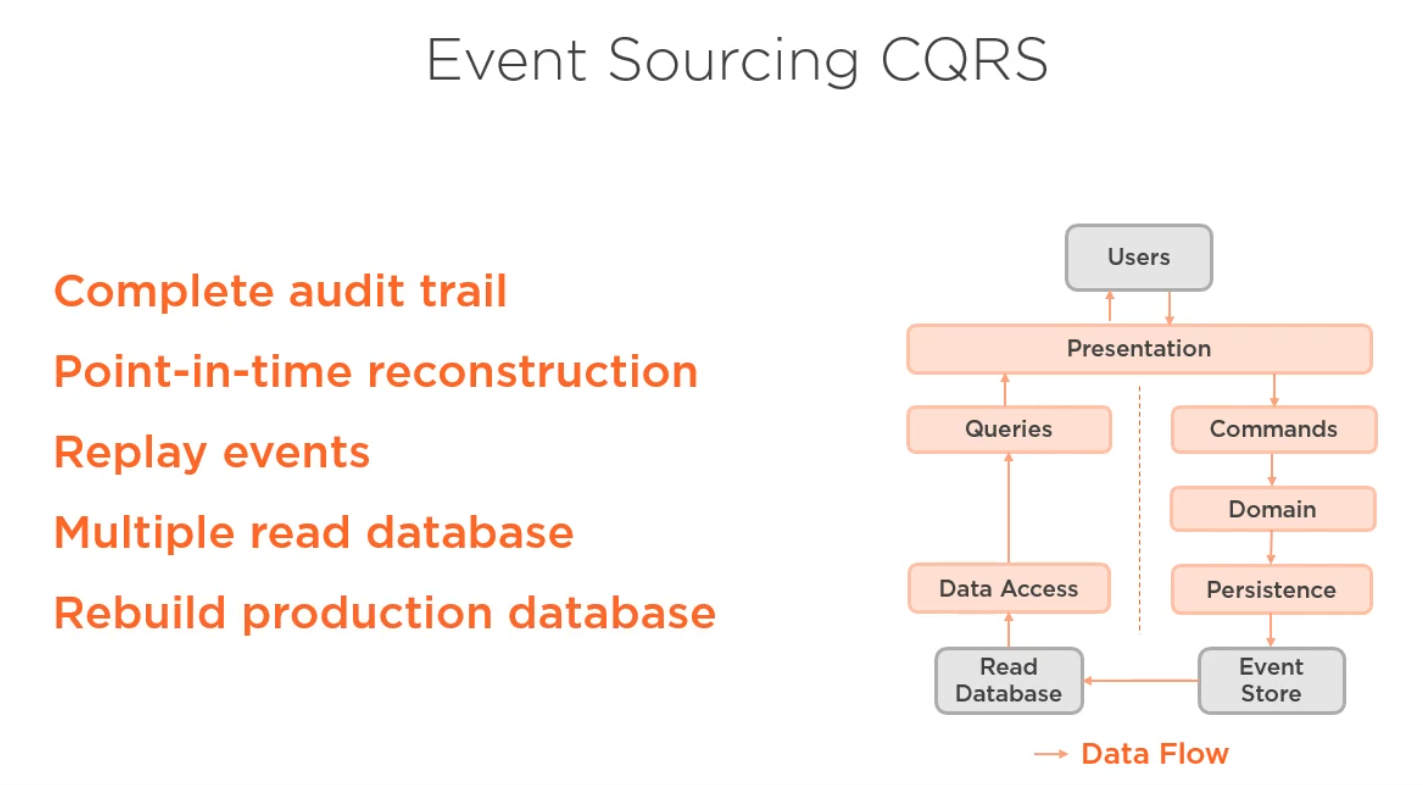 Event Sourcing CQRS
Complete audit trail
Point-in-time reconstruction
Replay events
Multiple read database
Rebuild production database
Users
Presentation
Queries
Commands
Domain
Data Access
Persistence
Read
Database
Event
Store
Data Flow